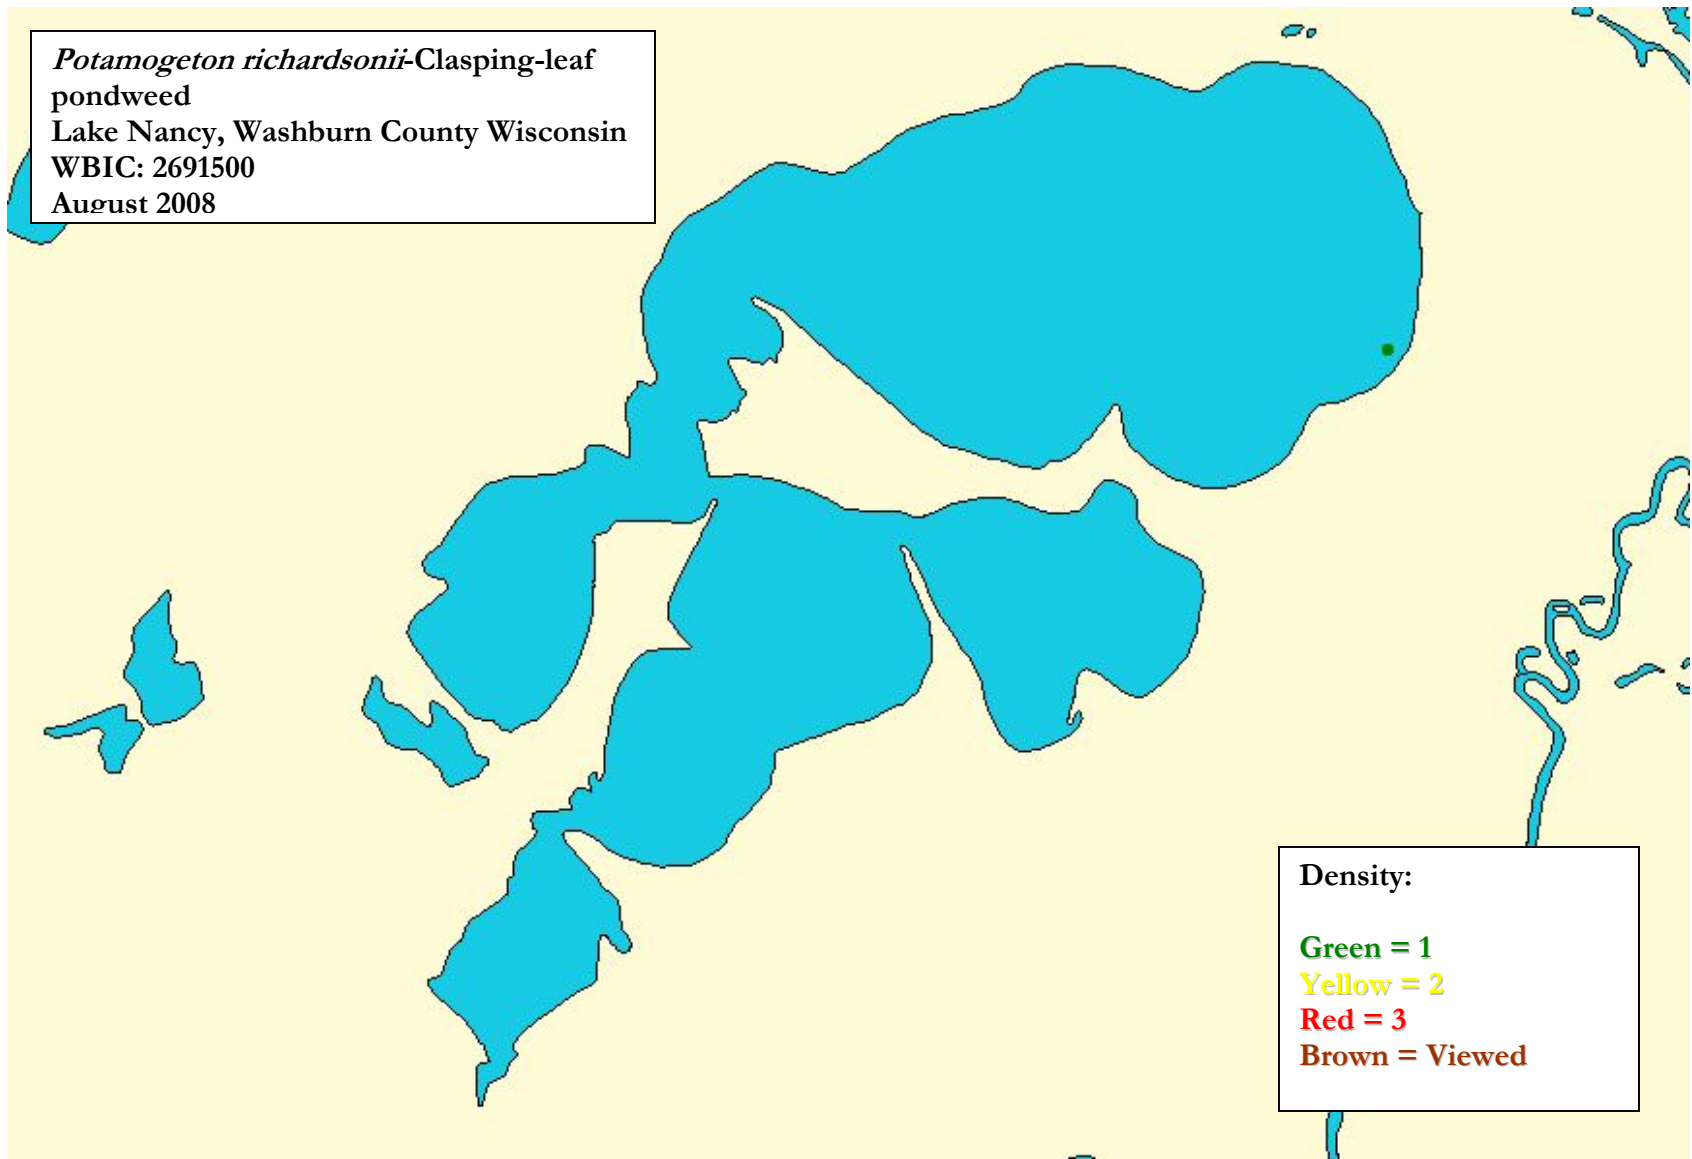 Potamogeton richardsonii-Clasping-leaf
pondweed
Lake Nancy, Washburn County Wisconsin
WBIC: 2691500
August 2008
Density:
Green = 1
Yellow = 2
Red = 3
Brown = Viewed